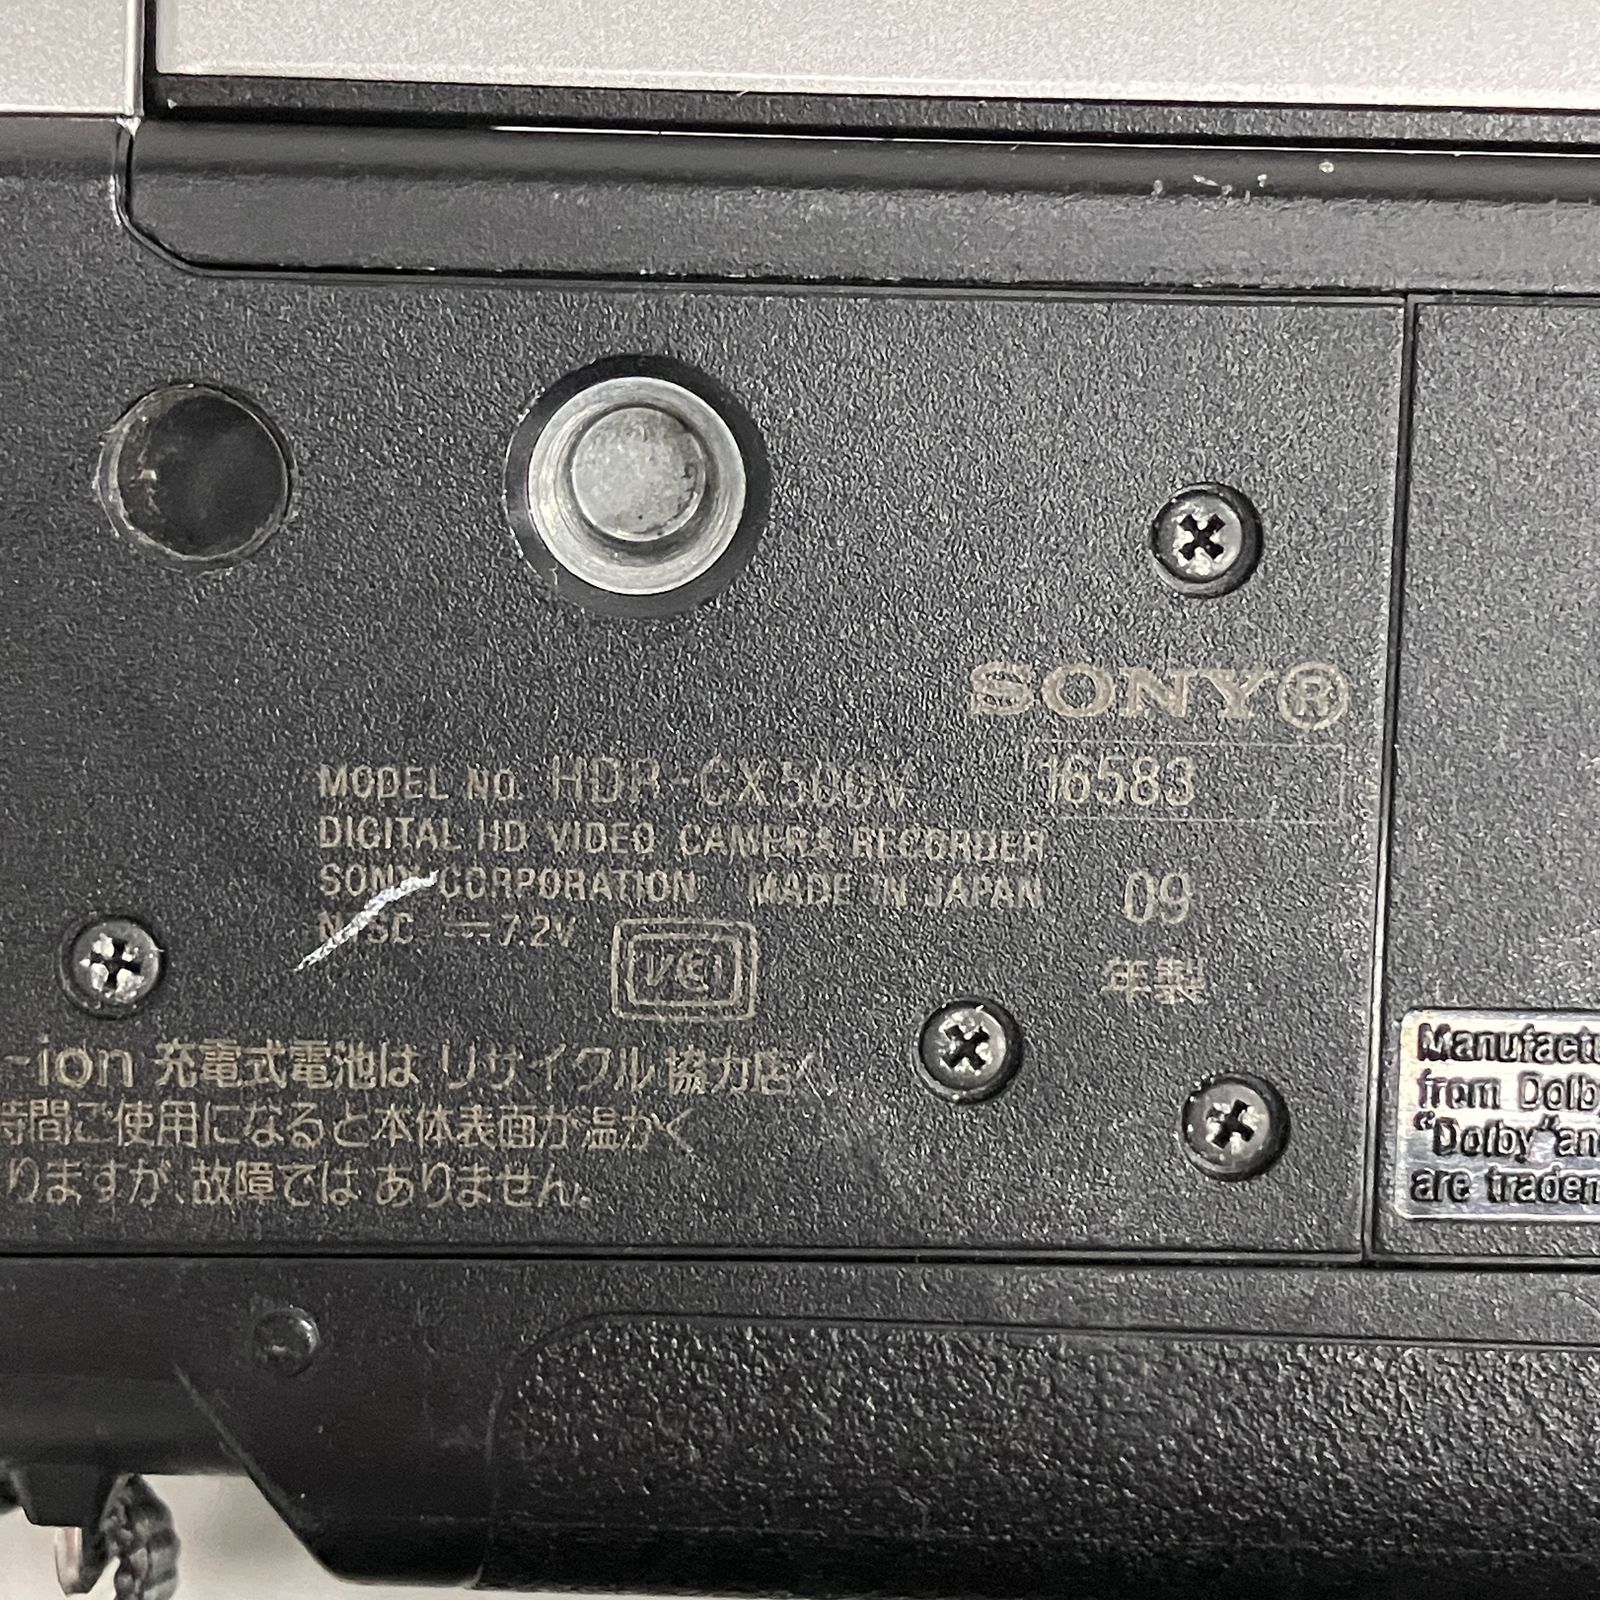 SONY®
MODEL NO. HDR-CX500V 16583
DIGITAL HD VIDEO CAMERA RECORDER
SONY CORPORATION MADE IN JAPAN 09
NTSC ⎓7.2V VCI 年製
-ion 充電式電池は リサイクル協力店へ
時間ご使用になると本体表面が温かく
りますが、故障では ありません。
Manufactu
from Dolb
"Dolby" an
are tradem